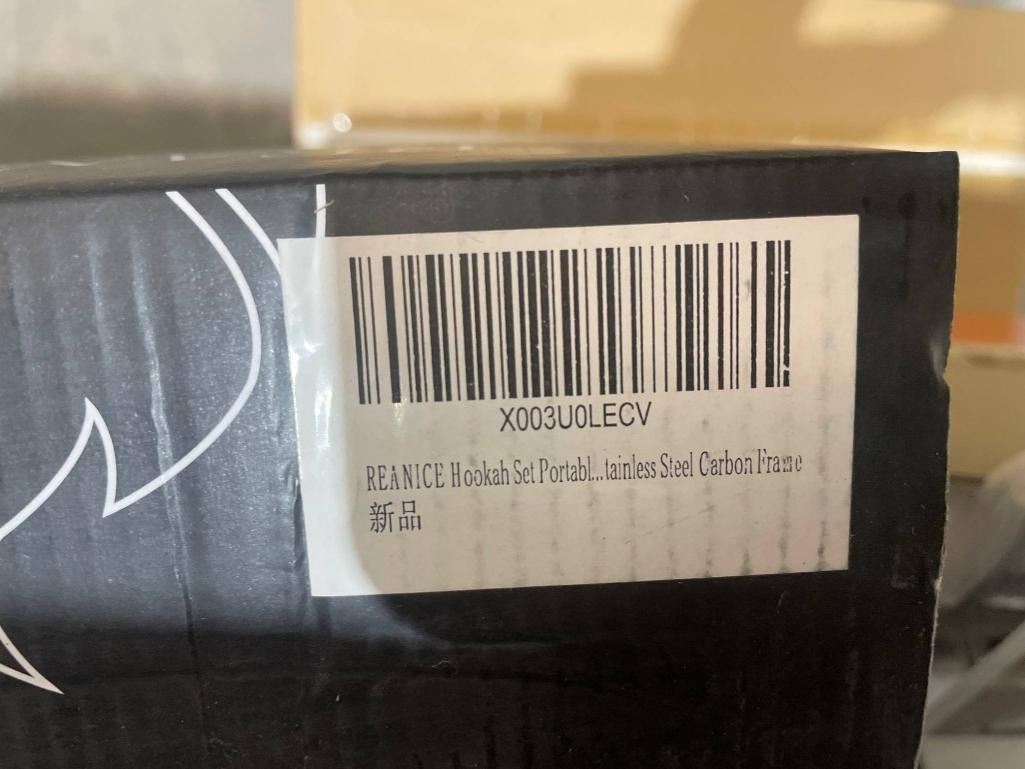 X003U0LECV
REANICE Hookah Set Portabl...tainless Steel Carbon Frame
新品